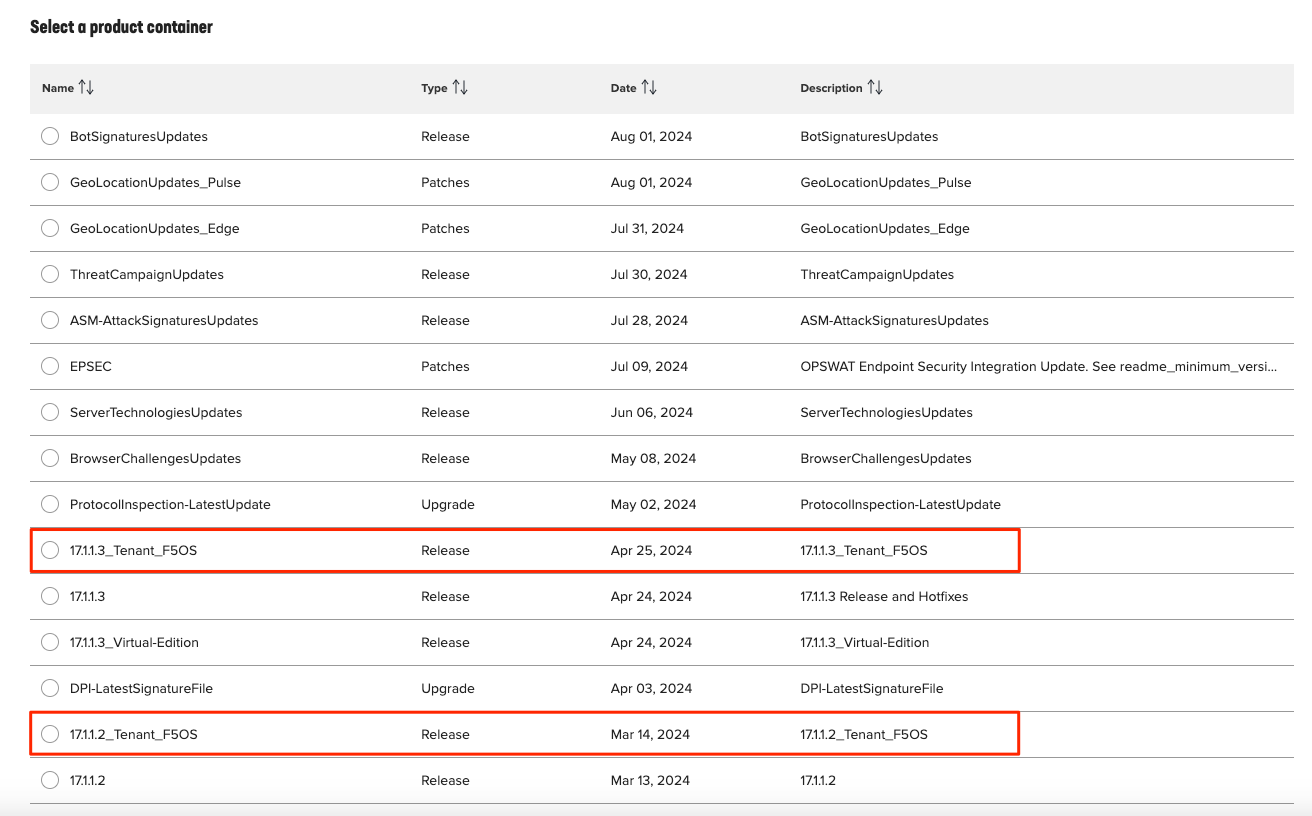 Select a product container
Name Type Date Description
BotSignaturesUpdates Release Aug 01, 2024 BotSignaturesUpdates
GeoLocationUpdates_Pulse Patches Aug 01, 2024 GeoLocationUpdates_Pulse
GeoLocationUpdates_Edge Patches Jul 31, 2024 GeoLocationUpdates_Edge
ThreatCampaignUpdates Release Jul 30, 2024 ThreatCampaignUpdates
ASM-AttackSignaturesUpdates Release Jul 28, 2024 ASM-AttackSignaturesUpdates
EPSEC Patches Jul 09, 2024 OPSWAT Endpoint Security Integration Update. See readme_minimum_versi...
ServerTechnologiesUpdates Release Jun 06, 2024 ServerTechnologiesUpdates
BrowserChallengesUpdates Release May 08, 2024 BrowserChallengesUpdates
ProtocolInspection-LatestUpdate Upgrade May 02, 2024 ProtocolInspection-LatestUpdate
17.1.1.3_Tenant_F5OS Release Apr 25, 2024 17.1.1.3_Tenant_F5OS
17.1.1.3 Release Apr 24, 2024 17.1.1.3 Release and Hotfixes
17.1.1.3_Virtual-Edition Release Apr 24, 2024 17.1.1.3_Virtual-Edition
DPI-LatestSignatureFile Upgrade Apr 03, 2024 DPI-LatestSignatureFile
17.1.1.2_Tenant_F5OS Release Mar 14, 2024 17.1.1.2_Tenant_F5OS
17.1.1.2 Release Mar 13, 2024 17.1.1.2